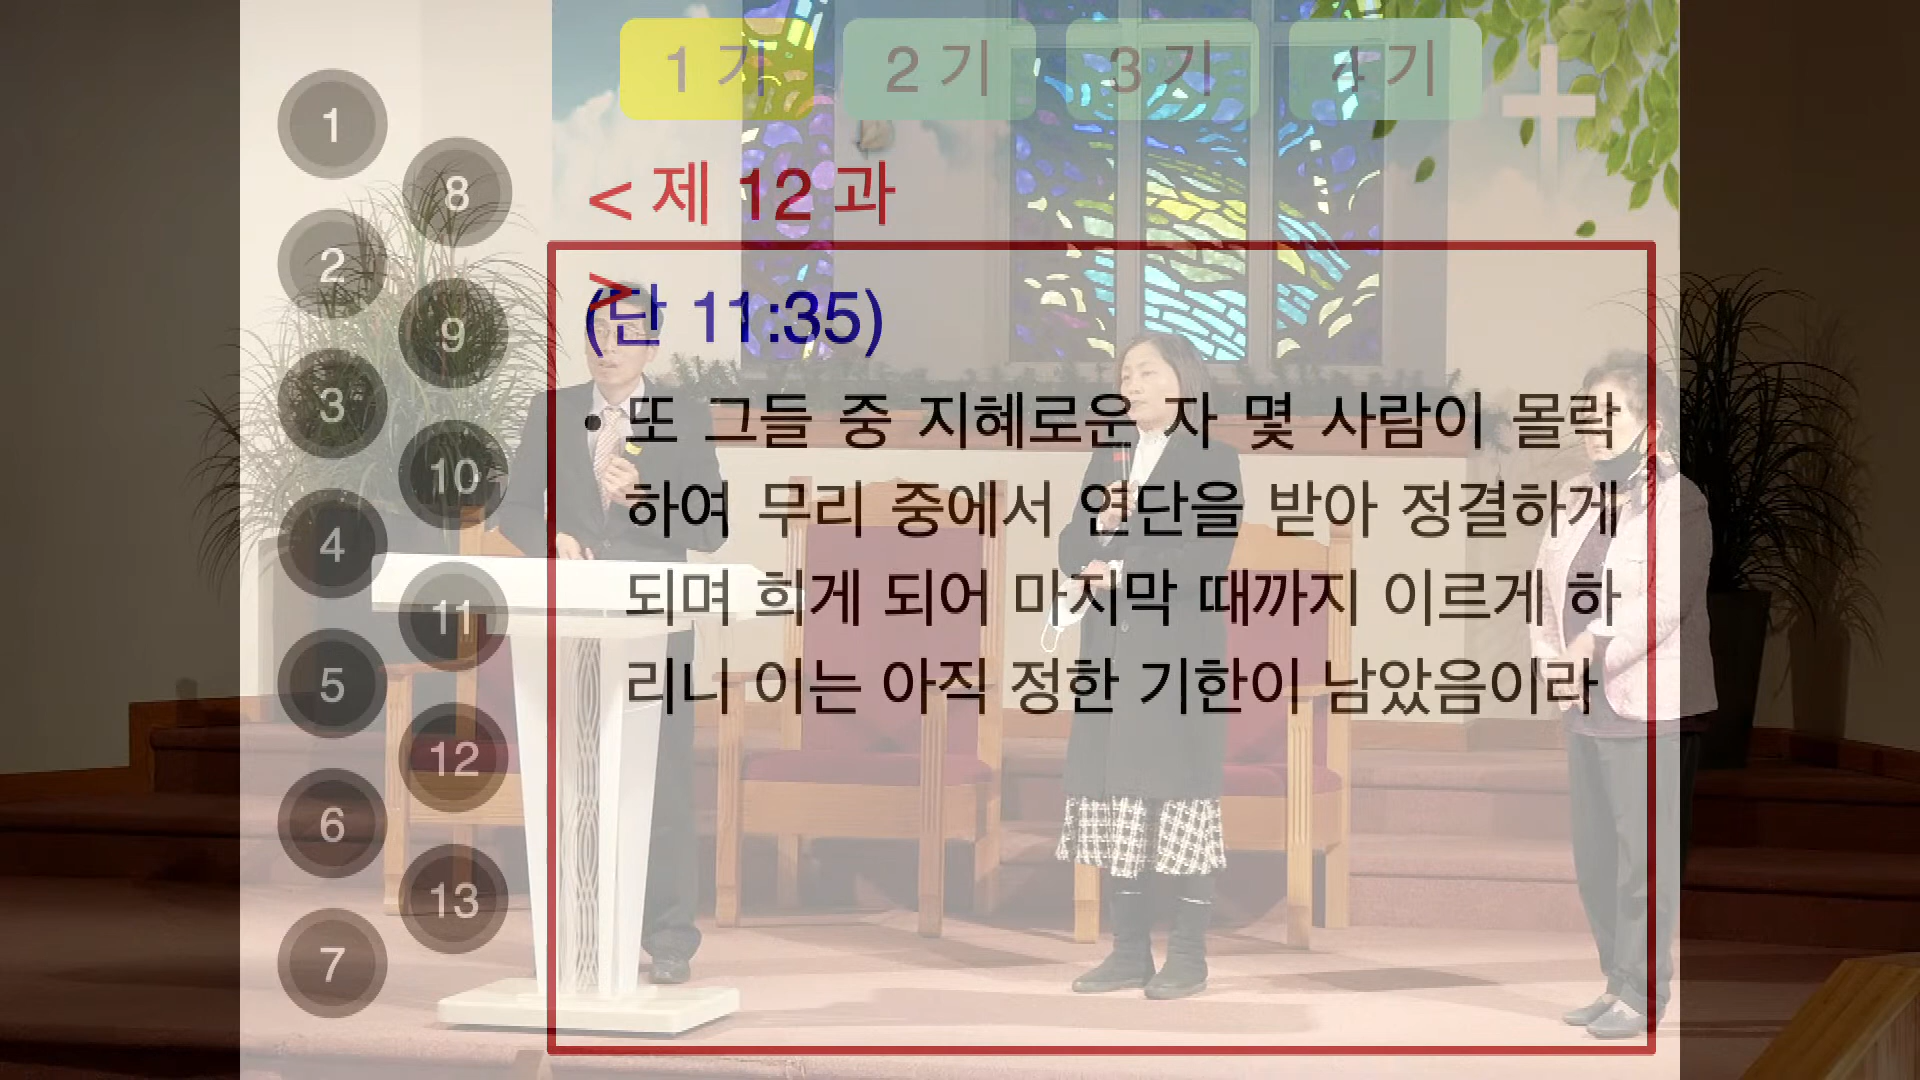 1기 2기 3기 4기
1
8
2
9
3
10
4
11
5
12
6
13
7
< 제 12 과
>
(단 11:35)
• 또 그들 중 지혜로운 자 몇 사람이 몰락
하여 무리 중에서 연단을 받아 정결하게
되며 희게 되어 마지막 때까지 이르게 하
리니 이는 아직 정한 기한이 남았음이라